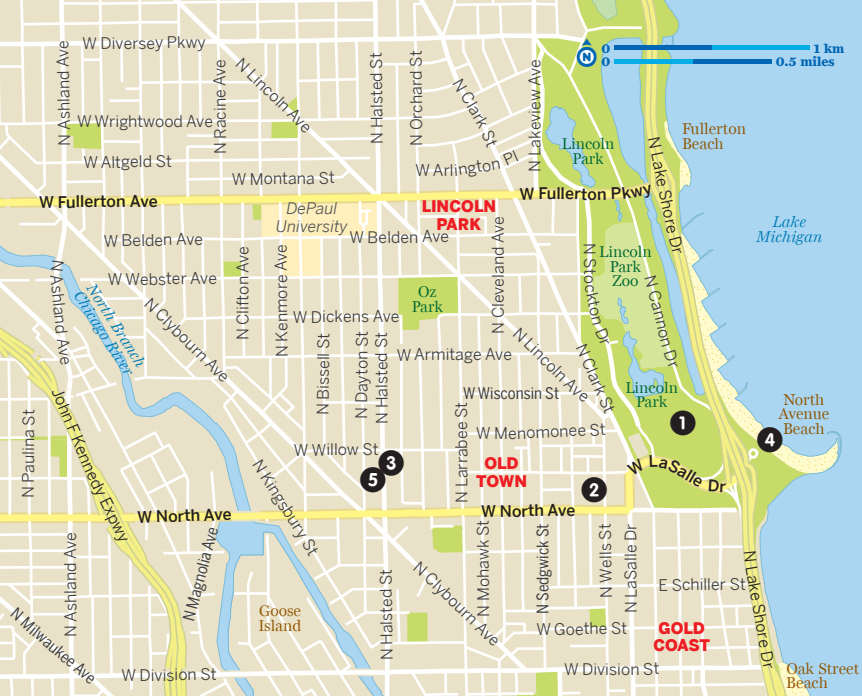 W Diversey Pkwy
N Ashland Ave
N Racine Ave
N Lincoln Ave
N Halsted St
N Orchard St
N Clark St
N Lakeview Ave
N
0
1 km
0
0.5 miles
W Wrightwood Ave
W Altgeld St
W Montana St
W Arlington Pl
Lincoln
Park
N Lake Shore Dr
Fullerton
Beach
W Fullerton Ave
W Fullerton Pkwy
DePaul
University
LINCOLN
PARK
Lake
Michigan
W Belden Ave
W Belden Ave
W Webster Ave
N Ashland Ave
North Branch
Chicago River
N Clybourn Ave
N Clifton Ave
N Kenmore Ave
N Cleveland Ave
N Stockton Dr
Lincoln
Park
Zoo
N Cannon Dr
Oz
Park
W Dickens Ave
N Bissell St
N Dayton St
N Halsted St
W Armitage Ave
N Lincoln Ave
N Clark St
W Wisconsin St
Lincoln
Park
1
North
Avenue
Beach
4
John F Kennedy Expwy
N Paulina St
W Menomonee St
N Larrabee St
W Willow St
3
5
OLD
TOWN
2
W LaSalle Dr
N Kingsbury St
W North Ave
W North Ave
N Ashland Ave
N Magnolia Ave
N Halsted St
N Clybourn Ave
N Mohawk St
N Sedgwick St
N Wells St
N LaSalle Dr
E Schiller St
N Lake Shore Dr
Goose
Island
W Goethe St
GOLD
COAST
N Milwaukee Ave
W Division St
W Division St
Oak Street
Beach